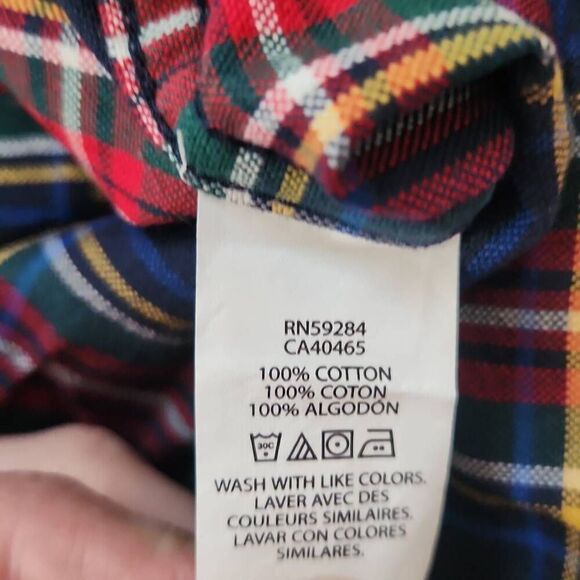 RN59284
CA40465
100% COTTON
100% COTON
100% ALGODÓN
30C
WASH WITH LIKE COLORS.
LAVER AVEC DES
COULEURS SIMILAIRES.
LAVAR CON COLORES
SIMILARES.